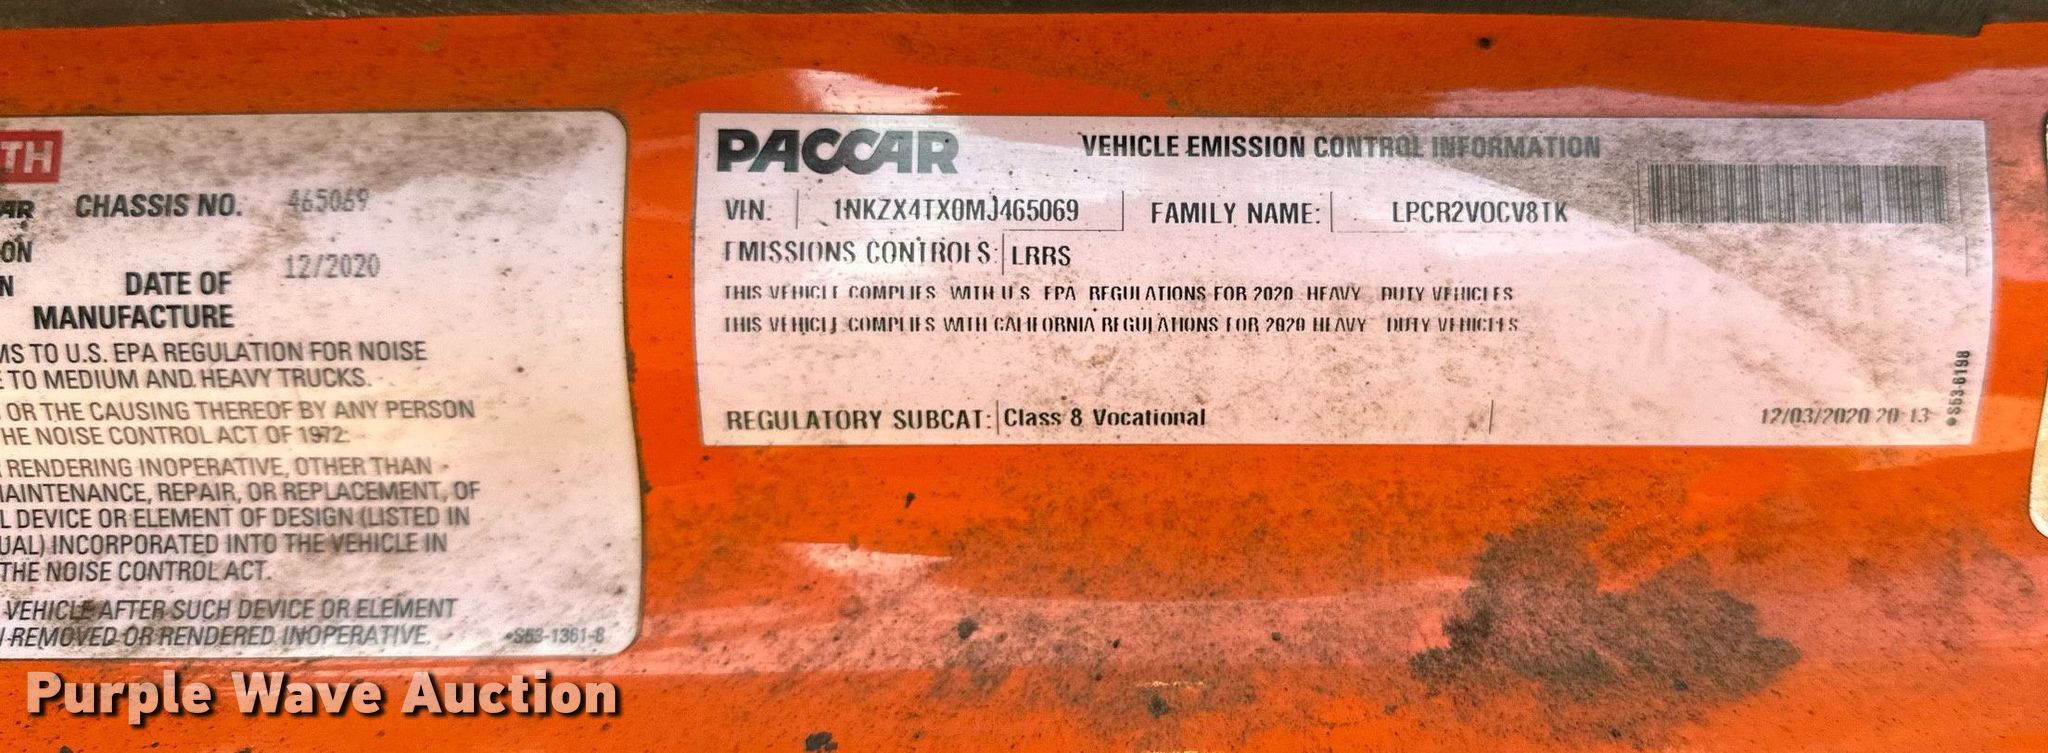 TH
CAR CHASSIS NO. 465069
ON
N DATE OF 12/2020
MANUFACTURE
MS TO U.S. EPA REGULATION FOR NOISE
E TO MEDIUM AND HEAVY TRUCKS.
OR THE CAUSING THEREOF BY ANY PERSON
HE NOISE CONTROL ACT OF 1972:
RENDERING INOPERATIVE, OTHER THAN
MAINTENANCE, REPAIR, OR REPLACEMENT, OF
L DEVICE OR ELEMENT OF DESIGN (LISTED IN
UAL) INCORPORATED INTO THE VEHICLE IN
THE NOISE CONTROL ACT.
VEHICLE AFTER SUCH DEVICE OR ELEMENT
REMOVED OR RENDERED INOPERATIVE. •S53-1361-8
PACCAR VEHICLE EMISSION CONTROL INFORMATION
VIN: 1NKZX4TX0MJ465069 FAMILY NAME: LPCR2VOCV8TK
EMISSIONS CONTROLS: LRRS
THIS VEHICLE COMPLIES WITH U.S. EPA REGULATIONS FOR 2020 HEAVY DUTY VEHICLES
THIS VEHICLE COMPLIES WITH CALIFORNIA REGULATIONS FOR 2020 HEAVY DUTY VEHICLES
REGULATORY SUBCAT: Class 8 Vocational 12/03/2020 20:13
•S53-6198
Purple Wave Auction